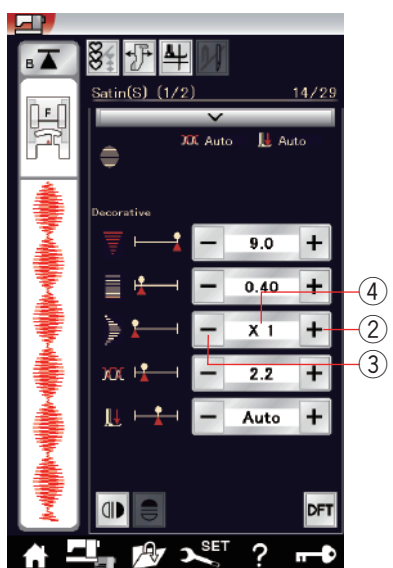 B
F
Satin(S) (1/2) 14/29
Auto Auto
Decorative
− 9.0 +
− 0.40 +
④
− X 1 +
②
③
− 2.2 +
− Auto +
DFT
SET
?